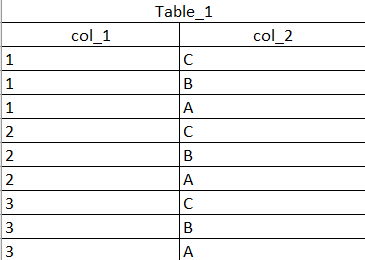 Table_1
col_1 col_2
1 C
1 B
1 A
2 C
2 B
2 A
3 C
3 B
3 A